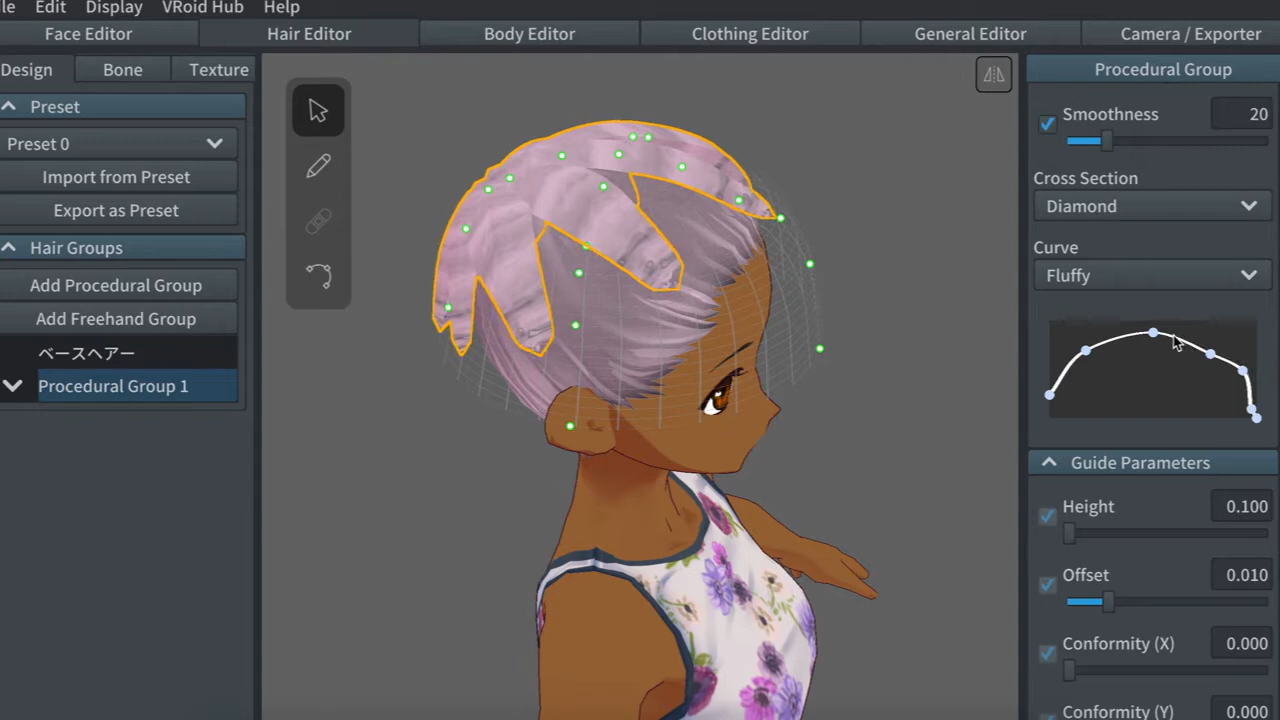 le Edit Display VRoid Hub Help
Face Editor Hair Editor Body Editor Clothing Editor General Editor Camera / Exporter
Design Bone Texture
Preset
Preset 0
Import from Preset
Export as Preset
Hair Groups
Add Procedural Group
Add Freehand Group
ベースヘアー
Procedural Group 1
Procedural Group
Smoothness 20
Cross Section
Diamond
Curve
Fluffy
Guide Parameters
Height 0.100
Offset 0.010
Conformity (X) 0.000
Conformity (Y) 0.000